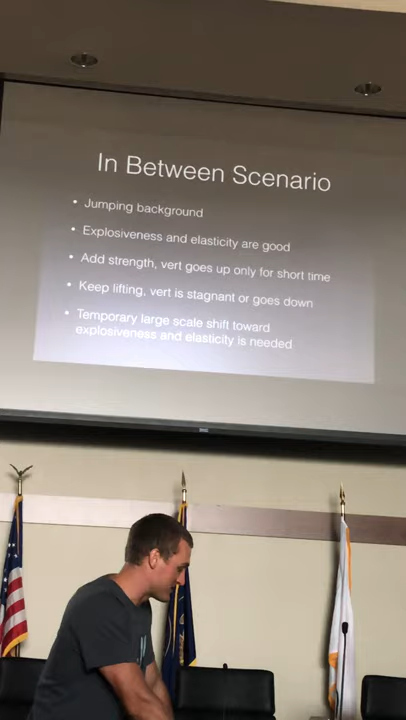 In Between Scenario
• Jumping background
• Explosiveness and elasticity are good
• Add strength, vert goes up only for short time
• Keep lifting, vert is stagnant or goes down
• Temporary large scale shift toward
explosiveness and elasticity is needed